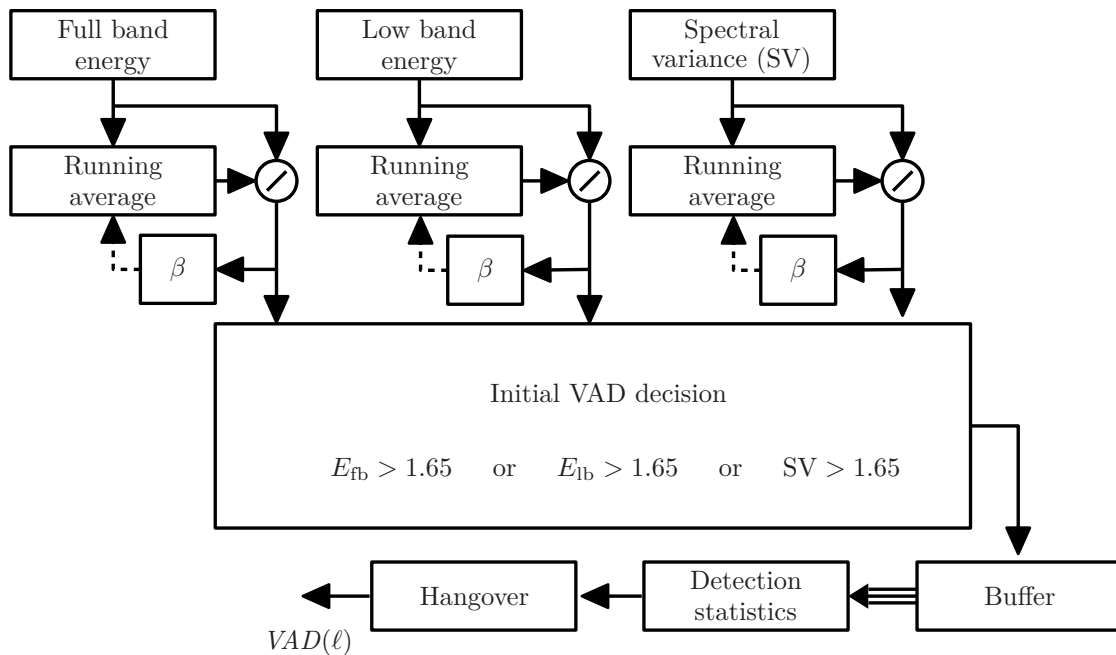 Full band
energy
Low band
energy
Spectral
variance (SV)
Running
average
Running
average
Running
average
β
β
β
Initial VAD decision
E_fb > 1.65 or E_lb > 1.65 or SV > 1.65
Hangover
Detection
statistics
Buffer
VAD(ℓ)